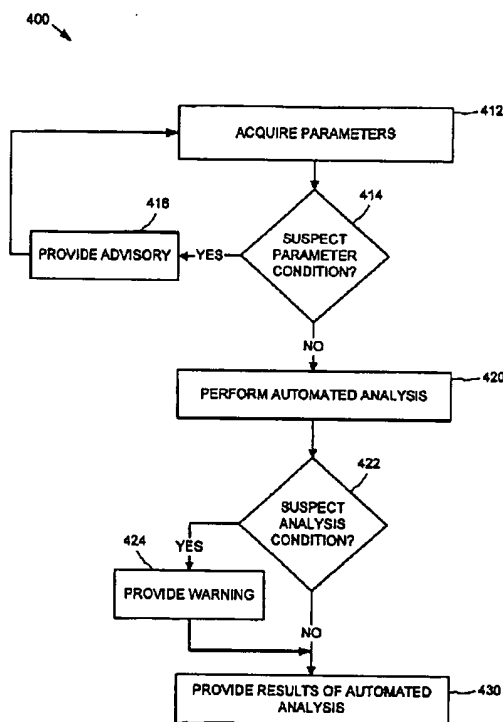 400
412
ACQUIRE PARAMETERS
414
416
SUSPECT
PARAMETER
CONDITION?
PROVIDE ADVISORY
YES
NO
420
PERFORM AUTOMATED ANALYSIS
422
SUSPECT
ANALYSIS
CONDITION?
424
YES
PROVIDE WARNING
NO
430
PROVIDE RESULTS OF AUTOMATED
ANALYSIS